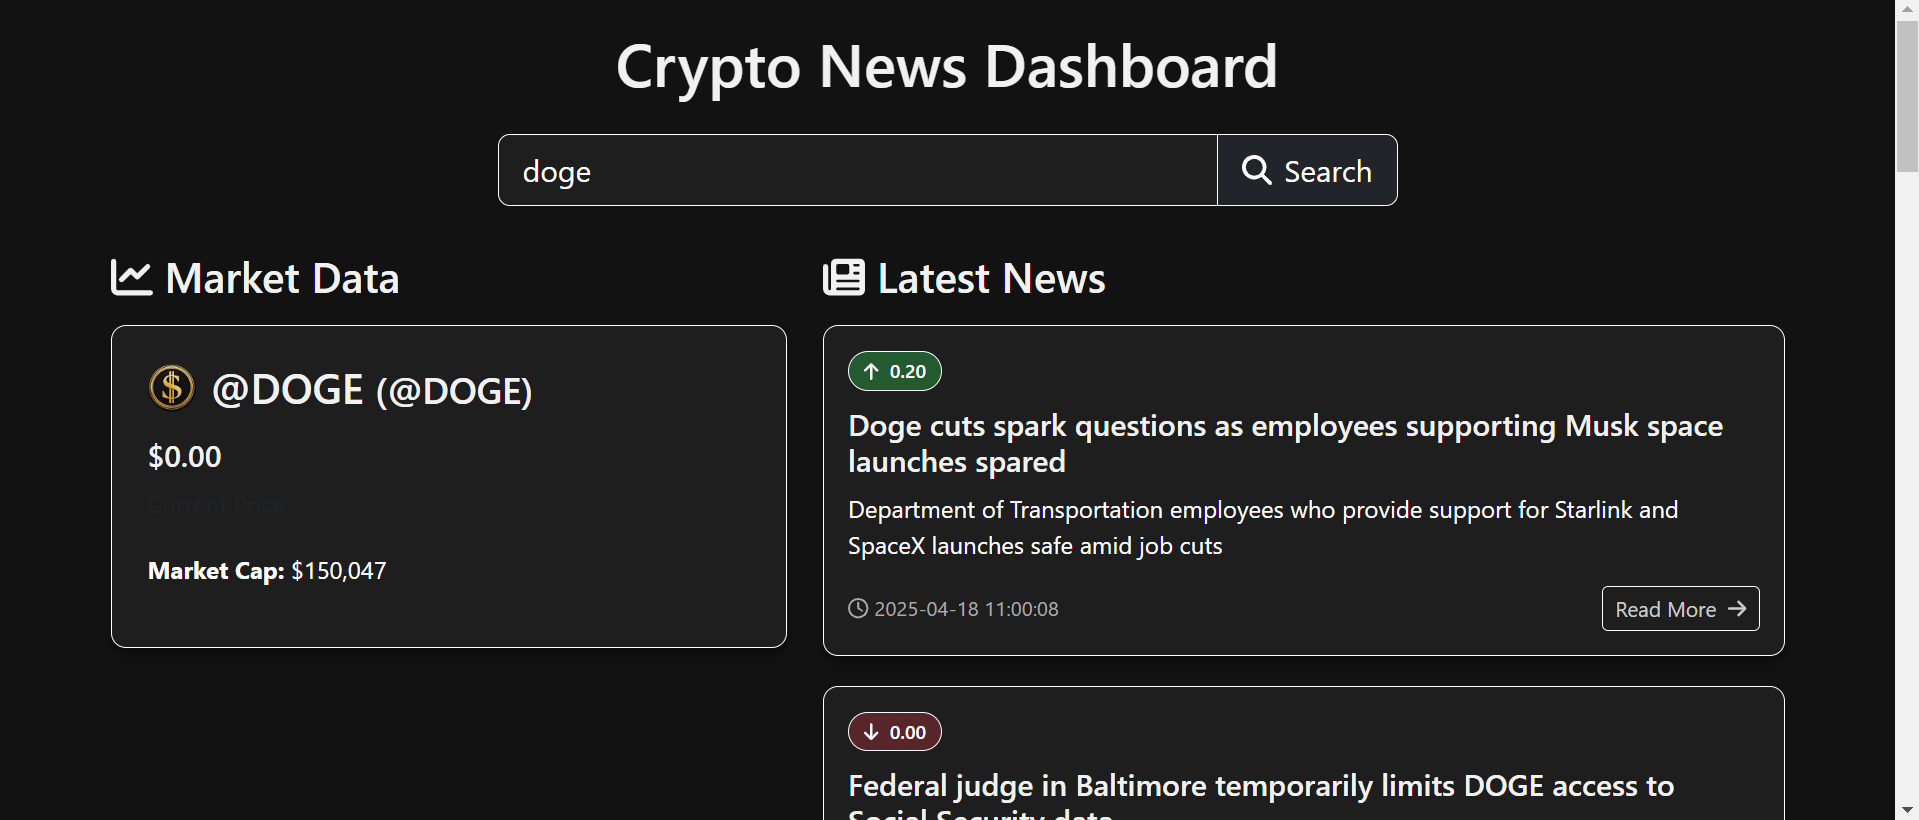 Crypto News Dashboard
doge
Search
Market Data
@DOGE (@DOGE)
$0.00
Current Price
Market Cap: $150,047
Latest News
0.20
Doge cuts spark questions as employees supporting Musk space
launches spared
Department of Transportation employees who provide support for Starlink and
SpaceX launches safe amid job cuts
2025-04-18 11:00:08
Read More
0.00
Federal judge in Baltimore temporarily limits DOGE access to
Social Security data